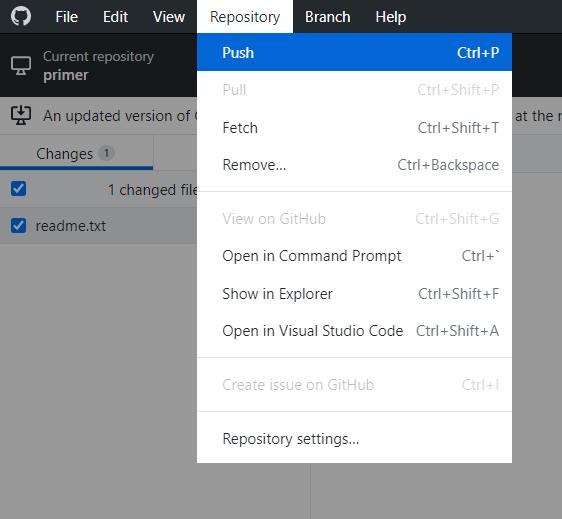 File Edit View Repository Branch Help
Current repository
primer
Push Ctrl+P
Pull Ctrl+Shift+P
Fetch Ctrl+Shift+T
Remove... Ctrl+Backspace
An updated version of at the
Changes 1
1 changed file
readme.txt
View on GitHub Ctrl+Shift+G
Open in Command Prompt Ctrl+`
Show in Explorer Ctrl+Shift+F
Open in Visual Studio Code Ctrl+Shift+A
Create issue on GitHub Ctrl+I
Repository settings...